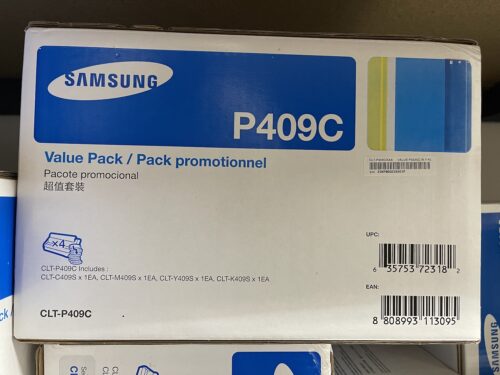 SAMSUNG
P409C
Value Pack / Pack promotionnel
Pacote promocional
超值套裝
x4
CLT-P409C Includes :
CLT-C409S x 1EA, CLT-M409S x 1EA, CLT-Y409S x 1EA, CLT-K409S x 1EA
CLT-P409C
UPC:
6 35753 72318 2
EAN:
8 808993 113095
SAMSUNG